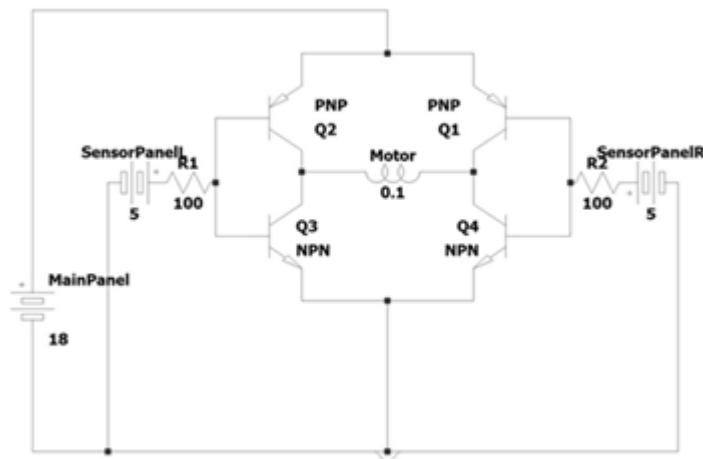 PNP
Q2
PNP
Q1
SensorPanelL
R1
100
5
Motor
0.1
R2
100
SensorPanelR
5
Q3
NPN
Q4
NPN
MainPanel
18